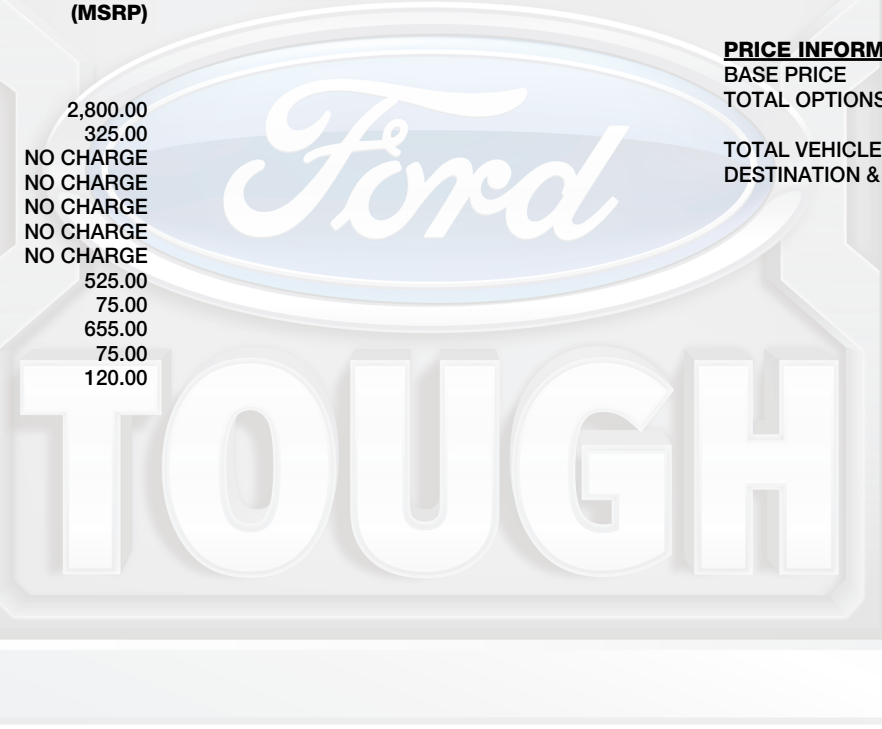 (MSRP)
2,800.00
325.00
NO CHARGE
NO CHARGE
NO CHARGE
NO CHARGE
NO CHARGE
525.00
75.00
655.00
75.00
120.00
PRICE INFORM
BASE PRICE
TOTAL OPTIONS
TOTAL VEHICLE
DESTINATION &
Ford
TOUGH